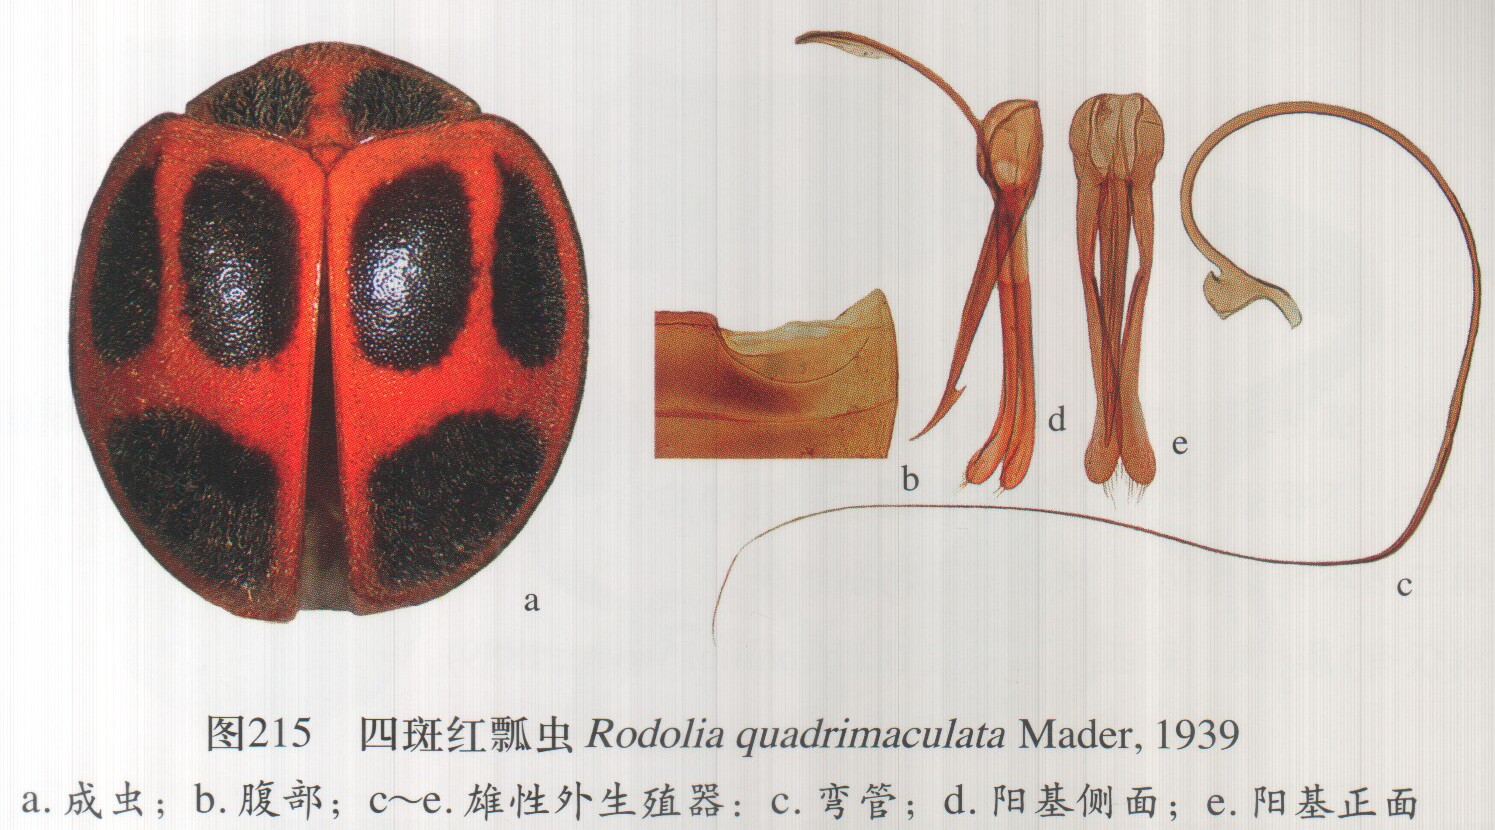 a
b
d
e
c
图215 四斑红瓢虫 Rodolia quadrimaculata Mader, 1939
a. 成虫；b. 腹部；c～e. 雄性外生殖器：c. 弯管；d. 阳基侧面；e. 阳基正面